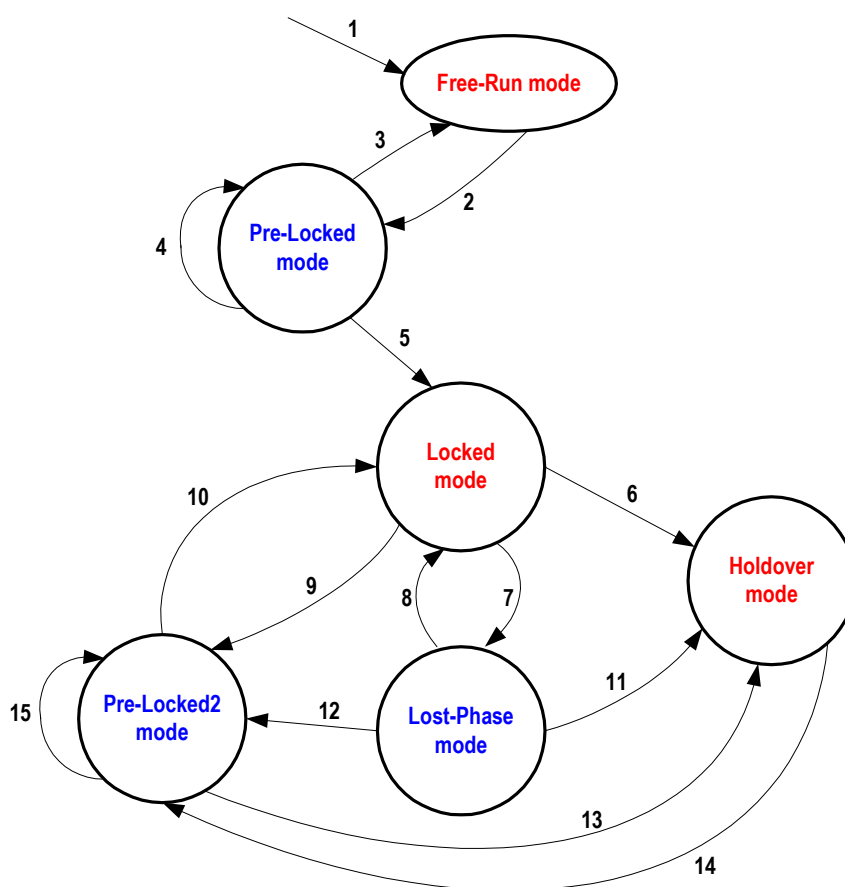 1
Free-Run mode
3
2
Pre-Locked
mode
4
5
Locked
mode
10
6
Holdover
mode
9
8
7
Pre-Locked2
mode
15
12
Lost-Phase
mode
11
13
14